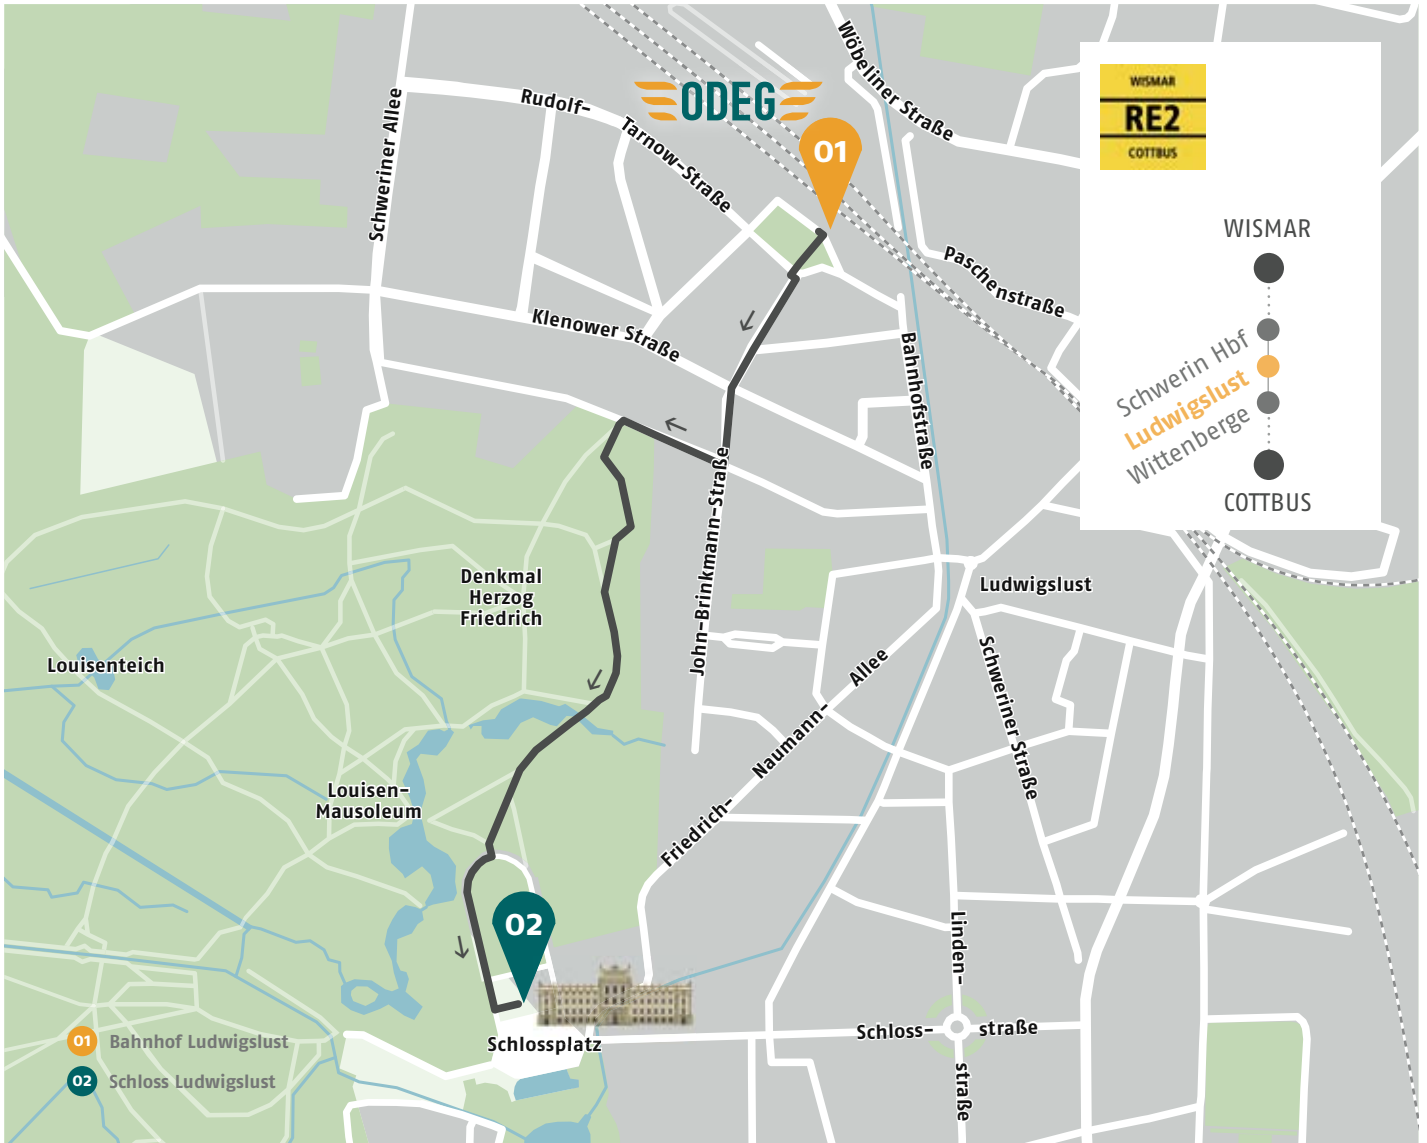 Wöbeliner Straße
WISMAR
RE2
COTTBUS
ODEG
Rudolf-
Tarnow-Straße
Schweriner Allee
01
WISMAR
Paschenstraße
Klenower Straße
Bahnhofstraße
Schwerin Hbf
Ludwigslust
Wittenberge
COTTBUS
John-Brinkmann-Straße
Denkmal
Herzog
Friedrich
Ludwigslust
Louisenteich
Schweriner Straße
Friedrich-
Naumann-
Allee
Louisen-
Mausoleum
02
Linden-
straße
Schloss-
straße
Schlossplatz
01 Bahnhof Ludwigslust
02 Schloss Ludwigslust